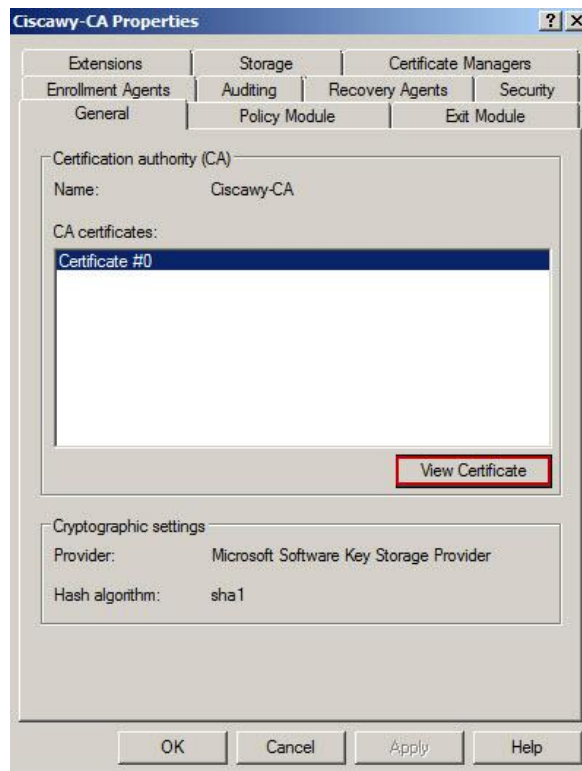 Ciscawy-CA Properties
Extensions Storage Certificate Managers
Enrollment Agents Auditing Recovery Agents Security
General Policy Module Exit Module
Certification authority (CA)
Name: Ciscawy-CA
CA certificates:
Certificate #0
View Certificate
Cryptographic settings
Provider: Microsoft Software Key Storage Provider
Hash algorithm: sha1
OK Cancel Apply Help